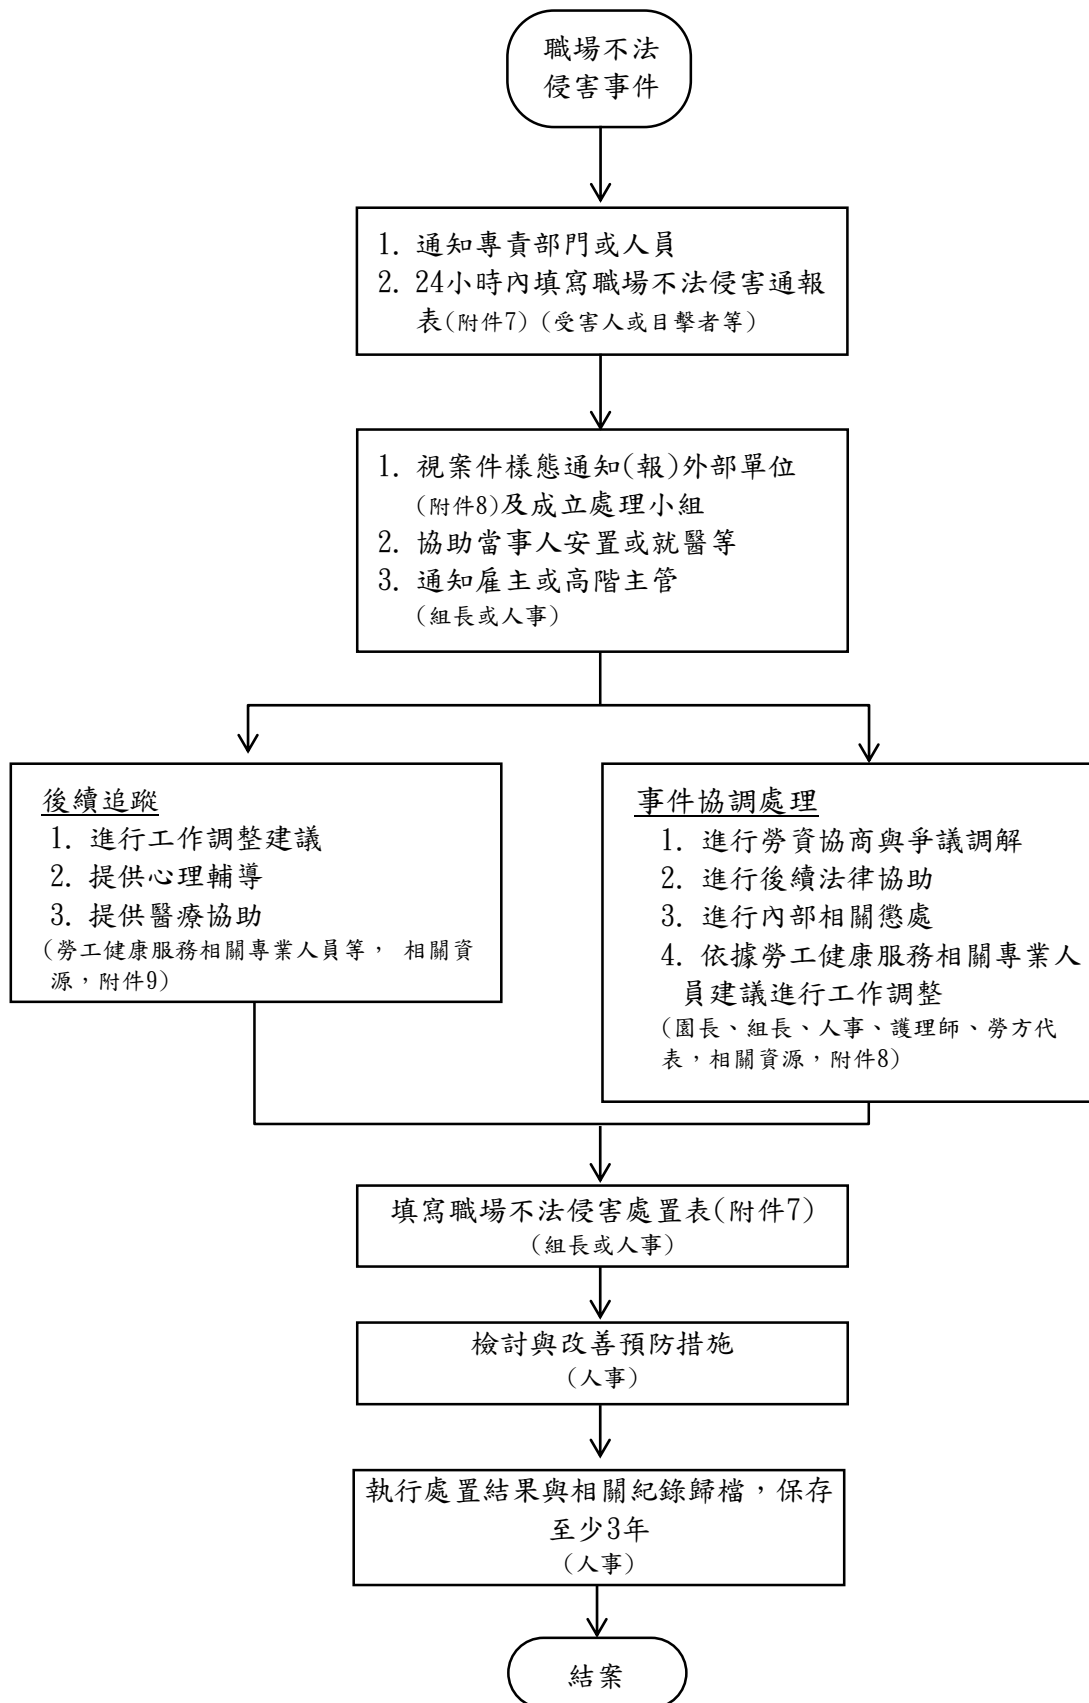 職場不法
侵害事件
1. 通知專責部門或人員
2. 24小時內填寫職場不法侵害通報
表(附件7) (受害人或目擊者等)
1. 視案件樣態通知(報)外部單位
(附件8)及成立處理小組
2. 協助當事人安置或就醫等
3. 通知雇主或高階主管
(組長或人事)
後續追蹤
1. 進行工作調整建議
2. 提供心理輔導
3. 提供醫療協助
(勞工健康服務相關專業人員等, 相關資
源,附件9)
事件協調處理
1. 進行勞資協商與爭議調解
2. 進行後續法律協助
3. 進行內部相關懲處
4. 依據勞工健康服務相關專業人
員建議進行工作調整
(園長、組長、人事、護理師、勞方代
表,相關資源,附件8)
填寫職場不法侵害處置表(附件7)
(組長或人事)
檢討與改善預防措施
(人事)
執行處置結果與相關紀錄歸檔,保存
至少3年
(人事)
結案